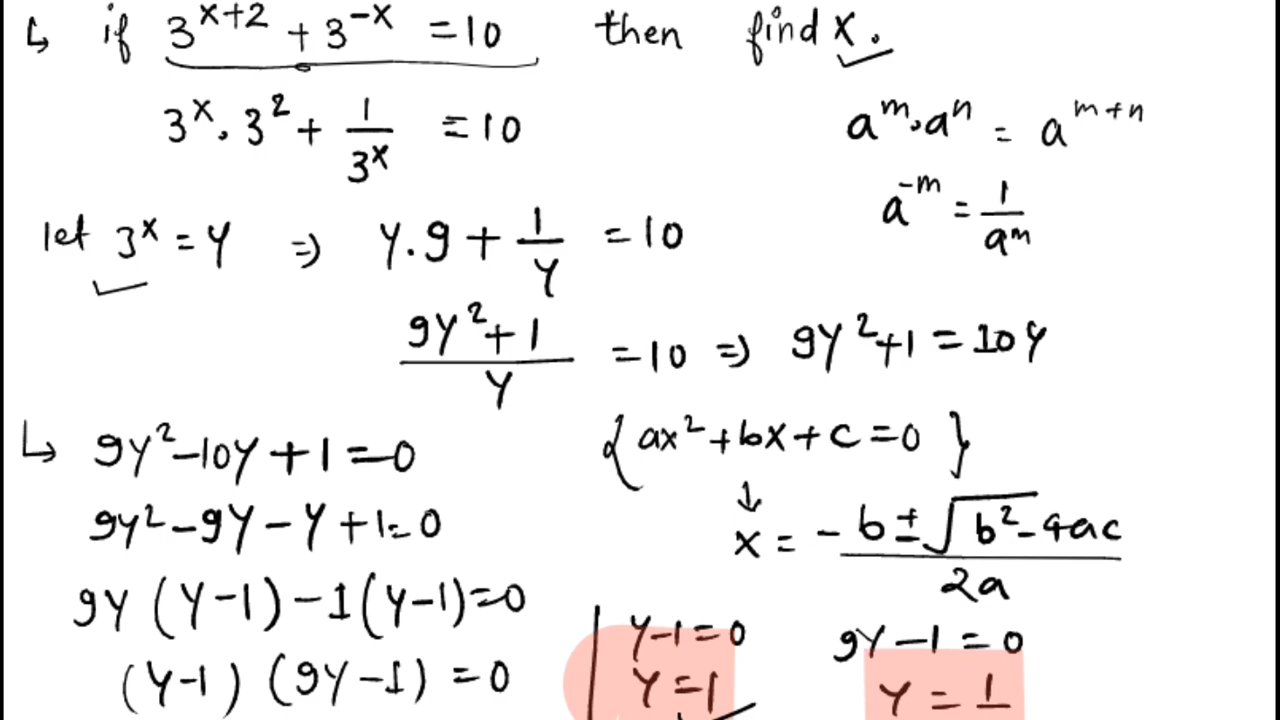 ↳ if 3^{x+2} + 3^{-x} = 10 then find x.
3^x . 3^2 + 1/3^x = 10
a^m . a^n = a^{m+n}
a^{-m} = 1/a^m
let 3^x = y ⇒ y . 9 + 1/y = 10
(9y^2 + 1)/y = 10 ⇒ 9y^2 + 1 = 10y
↳ 9y^2 - 10y + 1 = 0
{ax^2 + bx + c = 0}
↓
x = (-b ± √(b^2 - 4ac))/2a
9y^2 - 9y - y + 1 = 0
9y (y - 1) - 1 (y - 1) = 0
(y - 1) (9y - 1) = 0
y - 1 = 0
y = 1
9y - 1 = 0
y = 1